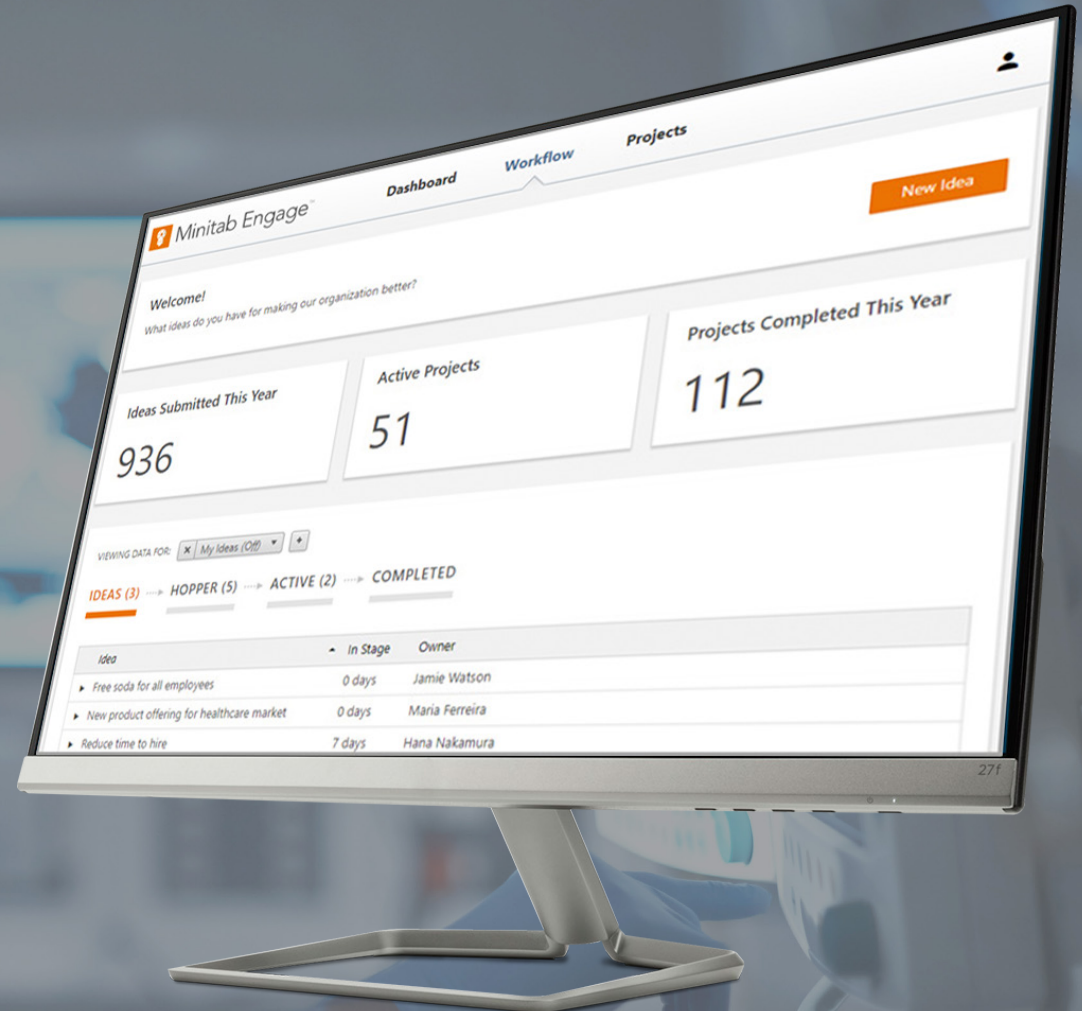 Minitab Engage™
Dashboard
Workflow
Projects
New Idea
Welcome!
What ideas do you have for making our organization better?
Ideas Submitted This Year
936
Active Projects
51
Projects Completed This Year
112
VIEWING DATA FOR: × My Ideas (Off) +
IDEAS (3) HOPPER (5) ACTIVE (2) COMPLETED
Idea In Stage Owner
Free soda for all employees 0 days Jamie Watson
New product offering for healthcare market 0 days Maria Ferreira
Reduce time to hire 7 days Hana Nakamura
27f